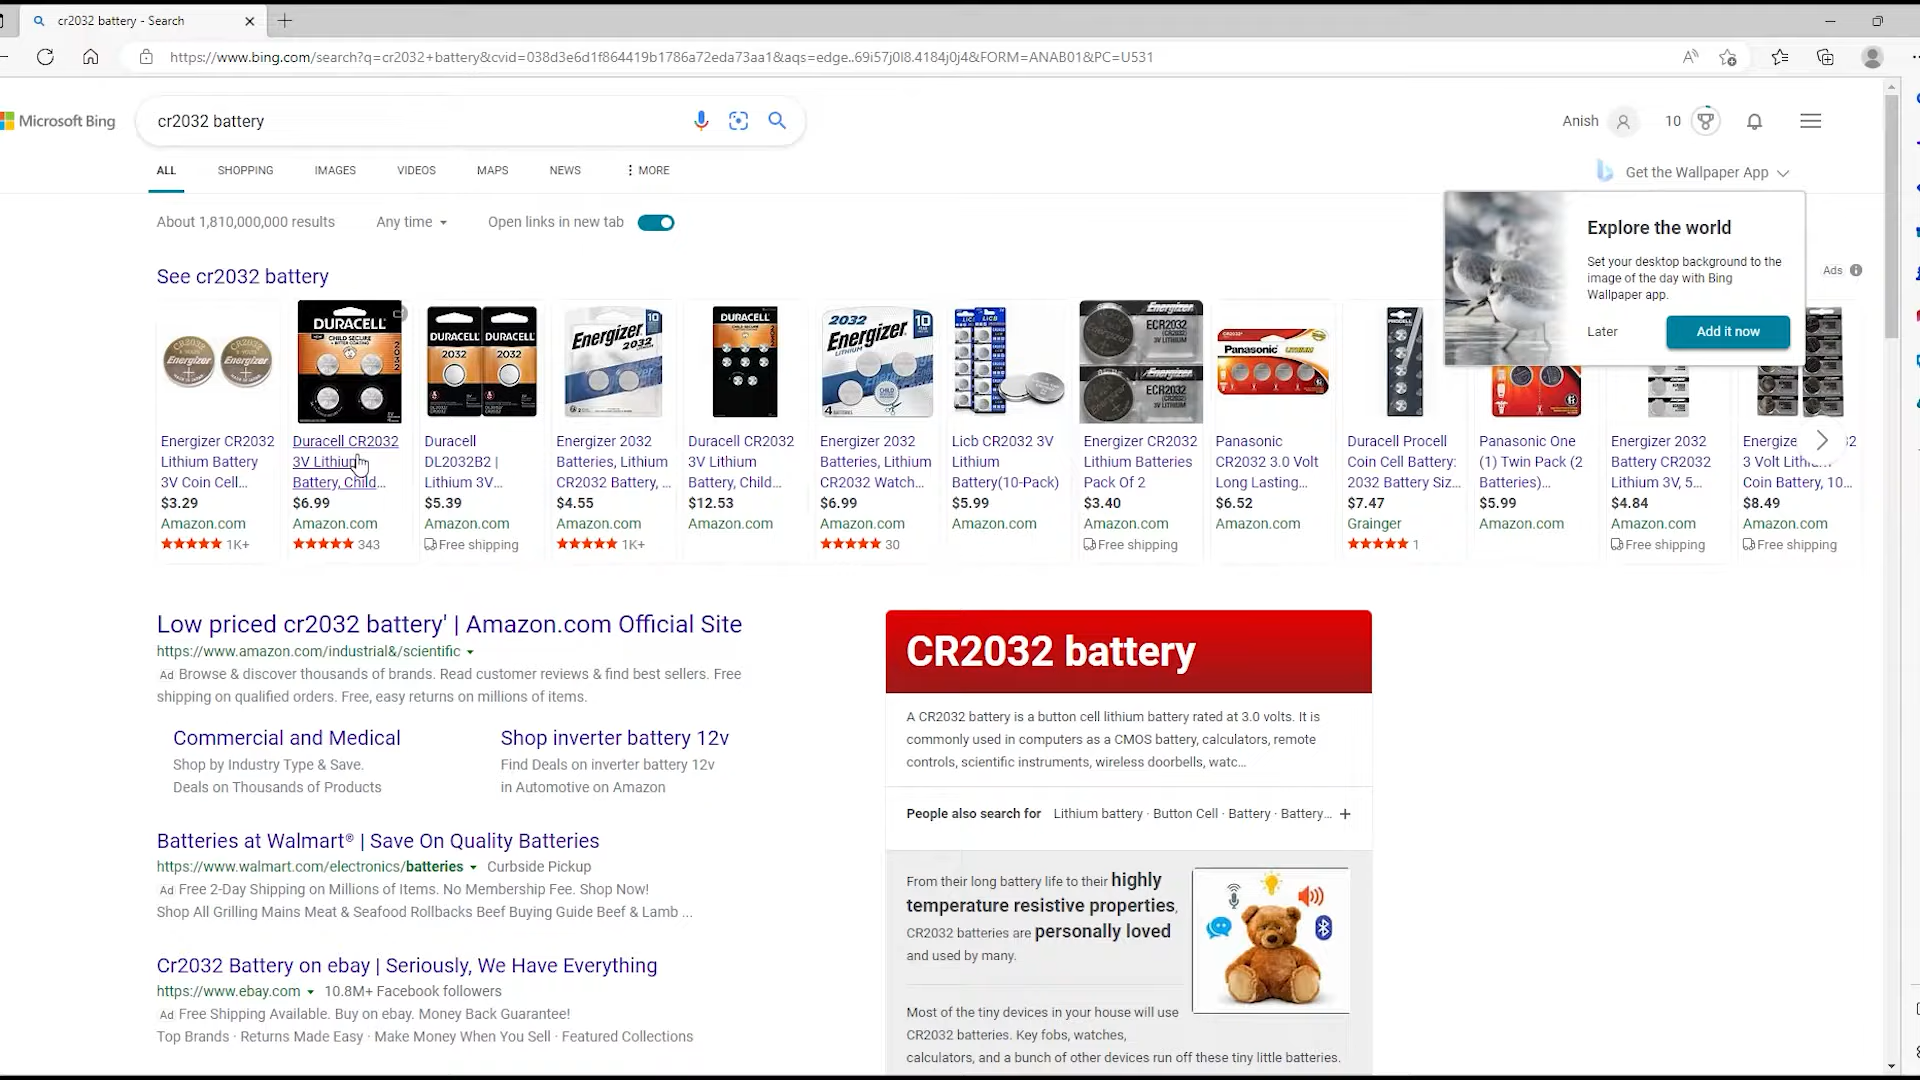 cr2032 battery - Search
https://www.bing.com/search?q=cr2032+battery&cvid=038d3e6d1f864419b1786a72eda73aa1&aqs=edge..69i57j0l8.4184j0j4&FORM=ANAB01&PC=U531
Microsoft Bing
cr2032 battery
Anish
10
ALL
SHOPPING
IMAGES
VIDEOS
MAPS
NEWS
MORE
Get the Wallpaper App
About 1,810,000,000 results
Any time
Open links in new tab
Explore the world
Set your desktop background to the
image of the day with Bing
Wallpaper app.
Later
Add it now
See cr2032 battery
Ads
Energizer CR2032
Lithium Battery
3V Coin Cell...
$3.29
Amazon.com
1K+
DURACELL
Duracell CR2032
3V Lithium
Battery, Child...
$6.99
Amazon.com
343
DURACELL DURACELL
2032 2032
Duracell
DL2032B2 |
Lithium 3V...
$5.39
Amazon.com
Free shipping
Energizer
2032
Energizer 2032
Batteries, Lithium
CR2032 Battery, ...
$4.55
Amazon.com
1K+
DURACELL
Duracell CR2032
3V Lithium
Battery, Child...
$12.53
Amazon.com
2032
10
Energizer
Energizer 2032
Batteries, Lithium
CR2032 Watch...
$6.99
Amazon.com
30
Licb CR2032 3V
Lithium
Battery(10-Pack)
$5.99
Amazon.com
Energizer
ECR2032
Energizer
ECR2032
Energizer CR2032
Lithium Batteries
Pack Of 2
$3.40
Amazon.com
Free shipping
Panasonic
Panasonic
CR2032 3.0 Volt
Long Lasting...
$6.52
Amazon.com
Duracell Procell
Coin Cell Battery:
2032 Battery Siz...
$7.47
Grainger
1
Panasonic One
(1) Twin Pack (2
Batteries)...
$5.99
Amazon.com
Energizer 2032
Battery CR2032
Lithium 3V, 5...
$4.84
Amazon.com
Free shipping
Energize
3 Volt Lith
Coin Battery, 10...
$8.49
Amazon.com
Free shipping
Low priced cr2032 battery' | Amazon.com Official Site
https://www.amazon.com/industrial&/scientific
Ad Browse & discover thousands of brands. Read customer reviews & find best sellers. Free
shipping on qualified orders. Free, easy returns on millions of items.
Commercial and Medical
Shop by Industry Type & Save.
Deals on Thousands of Products
Shop inverter battery 12v
Find Deals on inverter battery 12v
in Automotive on Amazon
Batteries at Walmart® | Save On Quality Batteries
https://www.walmart.com/electronics/batteries Curbside Pickup
Ad Free 2-Day Shipping on Millions of Items. No Membership Fee. Shop Now!
Shop All Grilling Mains Meat & Seafood Rollbacks Beef Buying Guide Beef & Lamb ...
Cr2032 Battery on ebay | Seriously, We Have Everything
https://www.ebay.com 10.8M+ Facebook followers
Ad Free Shipping Available. Buy on ebay. Money Back Guarantee!
Top Brands · Returns Made Easy · Make Money When You Sell · Featured Collections
CR2032 battery
A CR2032 battery is a button cell lithium battery rated at 3.0 volts. It is
commonly used in computers as a CMOS battery, calculators, remote
controls, scientific instruments, wireless doorbells, watc...
People also search for Lithium battery · Button Cell · Battery · Battery...
From their long battery life to their highly
temperature resistive properties,
CR2032 batteries are personally loved
and used by many.
Most of the tiny devices in your house will use
CR2032 batteries. Key fobs, watches,
calculators, and a bunch of other devices run off these tiny little batteries.